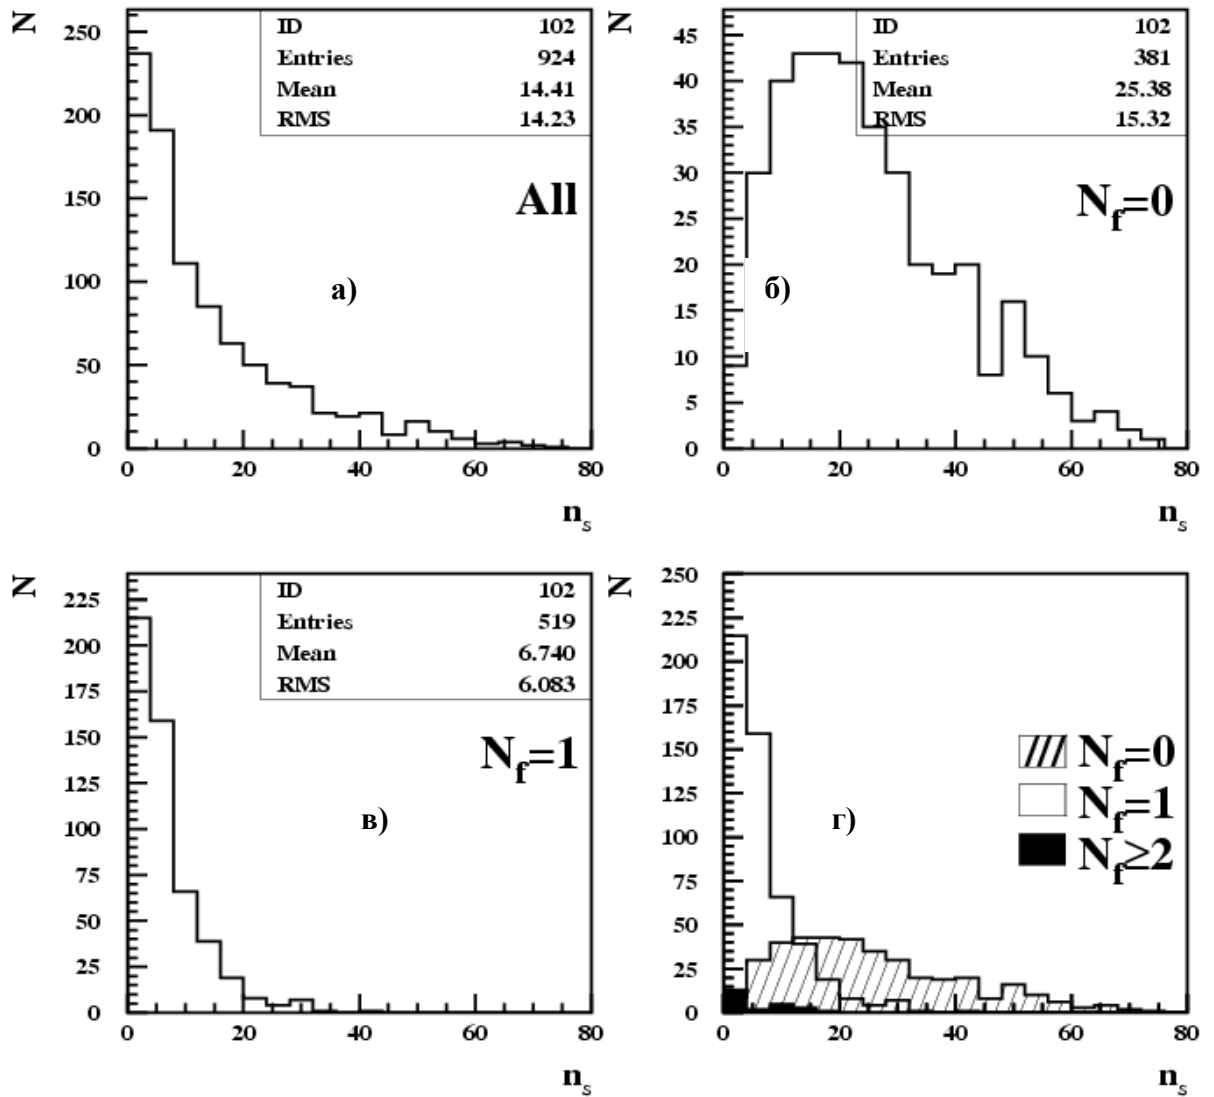 N
ID 102
Entries 924
Mean 14.41
RMS 14.23
All
а)
250
200
150
100
50
0
0 20 40 60 80
n_s
N
ID 102
Entries 381
Mean 25.38
RMS 15.32
N_f=0
б)
45
40
35
30
25
20
15
10
5
0
0 20 40 60 80
n_s
N
ID 102
Entries 519
Mean 6.740
RMS 6.083
N_f=1
в)
225
200
175
150
125
100
75
50
25
0
0 20 40 60 80
n_s
N
250
225
200
175
150
125
100
75
50
25
0
N_f=0
N_f=1
N_f≥2
г)
0 20 40 60 80
n_s